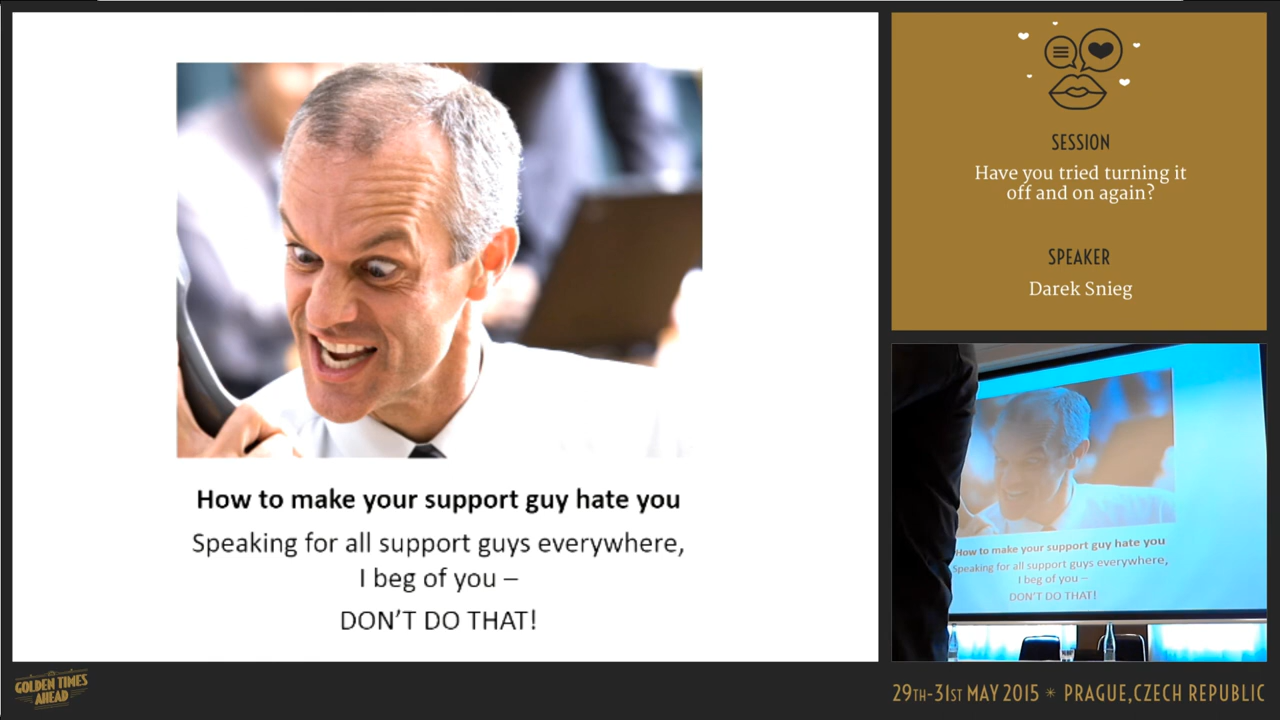 How to make your support guy hate you
Speaking for all support guys everywhere,
I beg of you –
DON'T DO THAT!
SESSION
Have you tried turning it
off and on again?
SPEAKER
Darek Snieg
How to make your support guy hate you
Speaking for all support guys everywhere,
I beg of you –
DON'T DO THAT!
GOLDEN TIMES
AHEAD
29TH-31ST MAY 2015 * PRAGUE,CZECH REPUBLIC